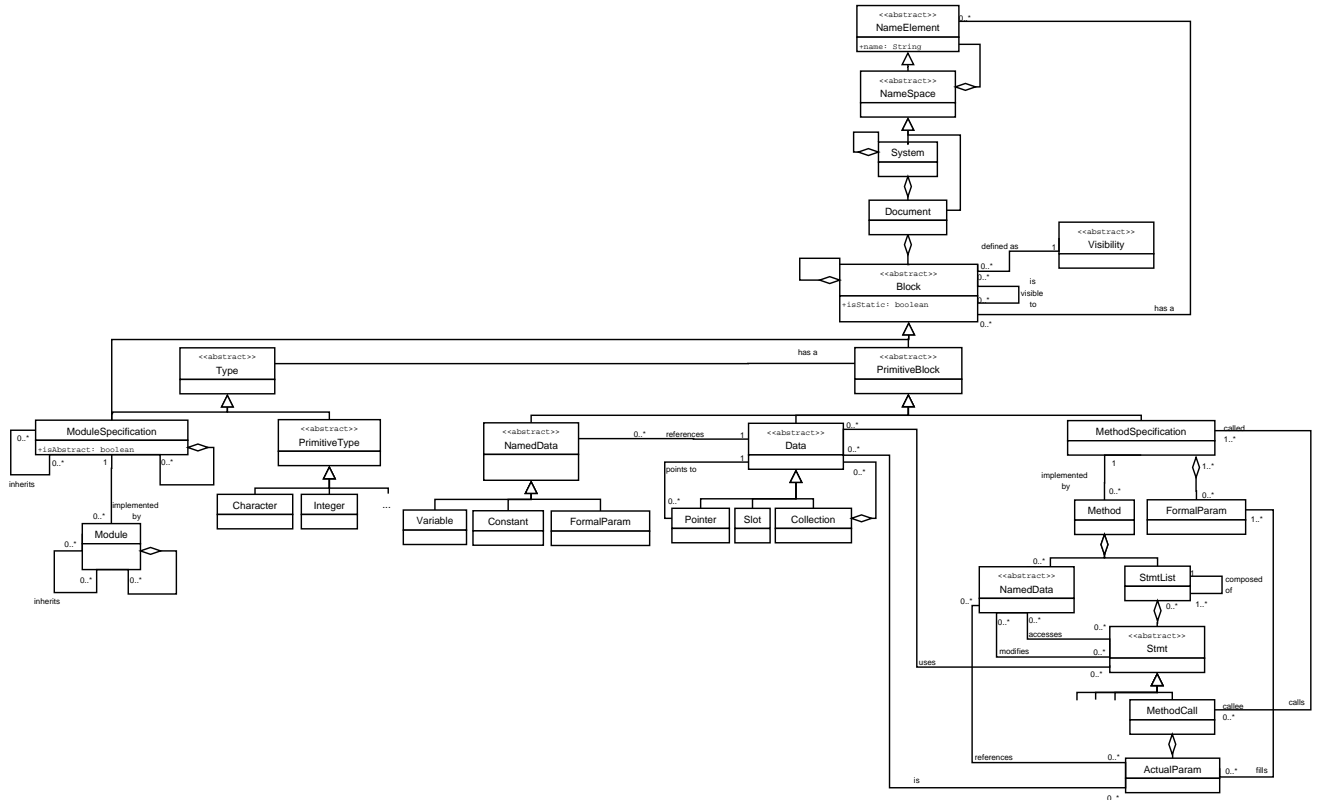 <<abstract>>
0..*
NameElement
+name: String
<<abstract>>
NameSpace
System
Document
<<abstract>>
Visibility
defined as
1
<<abstract>>
Block
0..*
0..*
is
visible
to
0..*
+isStatic: boolean
has a
0..*
<<abstract>>
Type
has a
<<abstract>>
PrimitiveBlock
ModuleSpecification
0..*
+isAbstract: boolean
0..*
1
0..*
inherits
<<abstract>>
PrimitiveType
<<abstract>>
NamedData
0..*
references
1
<<abstract>>
Data
0..*
0..*
1
0..*
points to
0..*
MethodSpecification
called
1..*
1
1..*
implemented
by
0..*
0..*
Character
Integer
...
Variable
Constant
FormalParam
Pointer
Slot
Collection
Method
FormalParam
1..*
implemented
by
0..*
Module
0..*
0..*
0..*
inherits
0..*
<<abstract>>
NamedData
0..*
0..*
0..*
StmtList
1
composed
of
0..*
1..*
accesses
0..*
<<abstract>>
Stmt
modifies
0..*
uses
0..*
MethodCall
callee
0..*
calls
references
0..*
ActualParam
0..*
fills
is
0..*